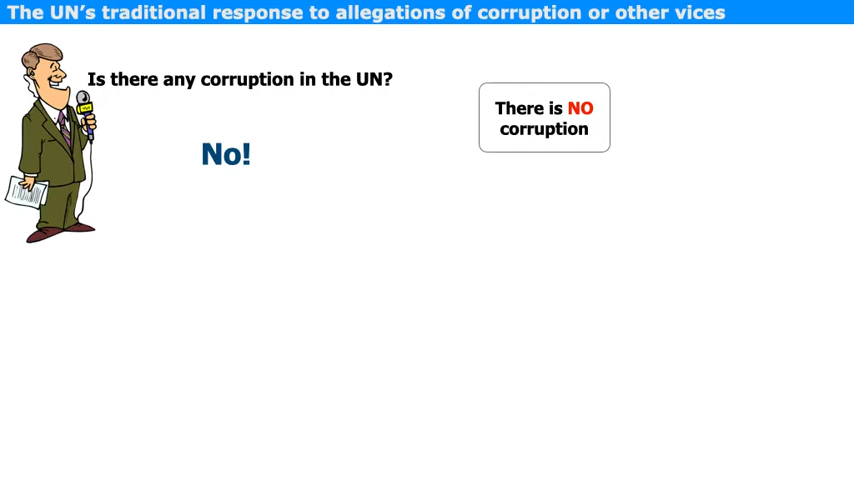 The UN’s traditional response to allegations of corruption or other vices
Is there any corruption in the UN?
There is NO
corruption
No!